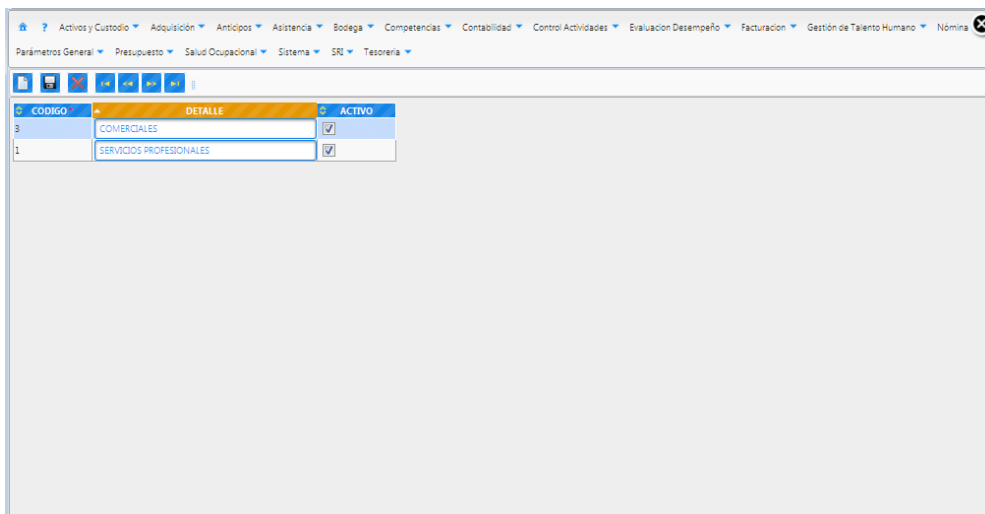 ? Activos y Custodio Adquisición Anticipos Asistencia Bodega Competencias Contabilidad Control Actividades Evaluacion Desempeño Facturacion Gestión de Talento Humano Nómina
Parámetros General Presupuesto Salud Ocupacional Sistema SRI Tesoreria
CODIGO * DETALLE ACTIVO
3 COMERCIALES
1 SERVICIOS PROFESIONALES